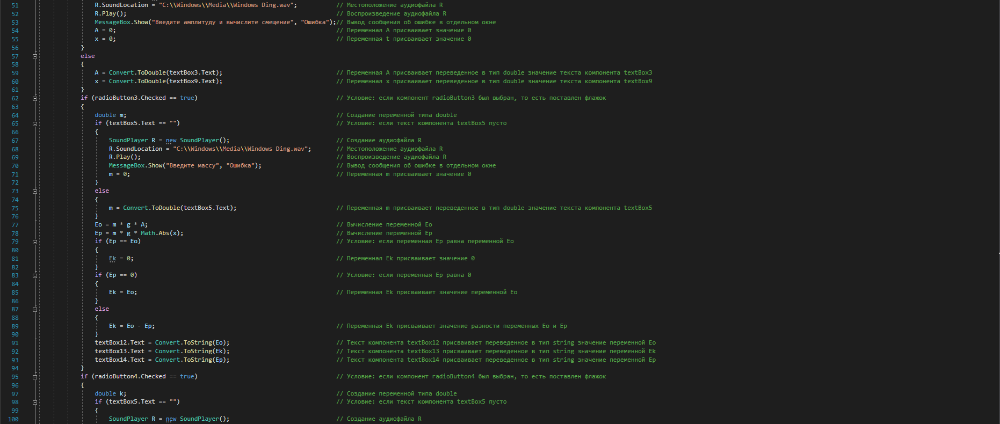 51 R.SoundLocation = "C:\\Windows\\Media\\Windows Ding.wav"; // Местоположение аудиофайла R
52 R.Play(); // Воспроизведение аудиофайла R
53 MessageBox.Show("Введите амплитуду и вычислите смещение", "Ошибка");// Вывод сообщения об ошибке в отдельном окне
54 A = 0; // Переменная A присваивает значение 0
55 x = 0; // Переменная t присваивает значение 0
56 }
57 else
58 {
59 A = Convert.ToDouble(textBox3.Text); // Переменная A присваивает переведенное в тип double значение текста компонента textBox3
60 x = Convert.ToDouble(textBox9.Text); // Переменная x присваивает переведенное в тип double значение текста компонента textBox9
61 }
62 if (radioButton3.Checked == true) // Условие: если компонент radioButton3 был выбран, то есть поставлен флажок
63 {
64 double m; // Создание переменной типа double
65 if (textBox5.Text == "") // Условие: если текст компонента textBox5 пусто
66 {
67 SoundPlayer R = new SoundPlayer(); // Создание аудиофайла R
68 R.SoundLocation = "C:\\Windows\\Media\\Windows Ding.wav"; // Местоположение аудиофайла R
69 R.Play(); // Воспроизведение аудиофайла R
70 MessageBox.Show("Введите массу", "Ошибка"); // Вывод сообщения об ошибке в отдельном окне
71 m = 0; // Переменная m присваивает значение 0
72 }
73 else
74 {
75 m = Convert.ToDouble(textBox5.Text); // Переменная m присваивает переведенное в тип double значение текста компонента textBox5
76 }
77 Eo = m * g * A; // Вычисление переменной Eo
78 Ep = m * g * Math.Abs(x); // Вычисление переменной Ep
79 if (Ep == Eo) // Условие: если переменная Ep равна переменной Eo
80 {
81 Ek = 0; // Переменная Ek присваивает значение 0
82 }
83 if (Ep == 0) // Условие: если переменная Ep равна 0
84 {
85 Ek = Eo; // Переменная Ek присваивает значение переменной Eo
86 }
87 else
88 {
89 Ek = Eo - Ep; // Переменная Ek присваивает значение разности переменных Eo и Ep
90 }
91 textBox12.Text = Convert.ToString(Eo); // Текст компонента textBox12 присваивает переведенное в тип string значение переменной Eo
92 textBox13.Text = Convert.ToString(Ek); // Текст компонента textBox13 присваивает переведенное в тип string значение переменной Ek
93 textBox14.Text = Convert.ToString(Ep); // Текст компонента textBox14 присваивает переведенное в тип string значение переменной Ep
94 }
95 if (radioButton4.Checked == true) // Условие: если компонент radioButton4 был выбран, то есть поставлен флажок
96 {
97 double k; // Создание переменной типа double
98 if (textBox5.Text == "") // Условие: если текст компонента textBox5 пусто
99 {
100 SoundPlayer R = new SoundPlayer(); // Создание аудиофайла R